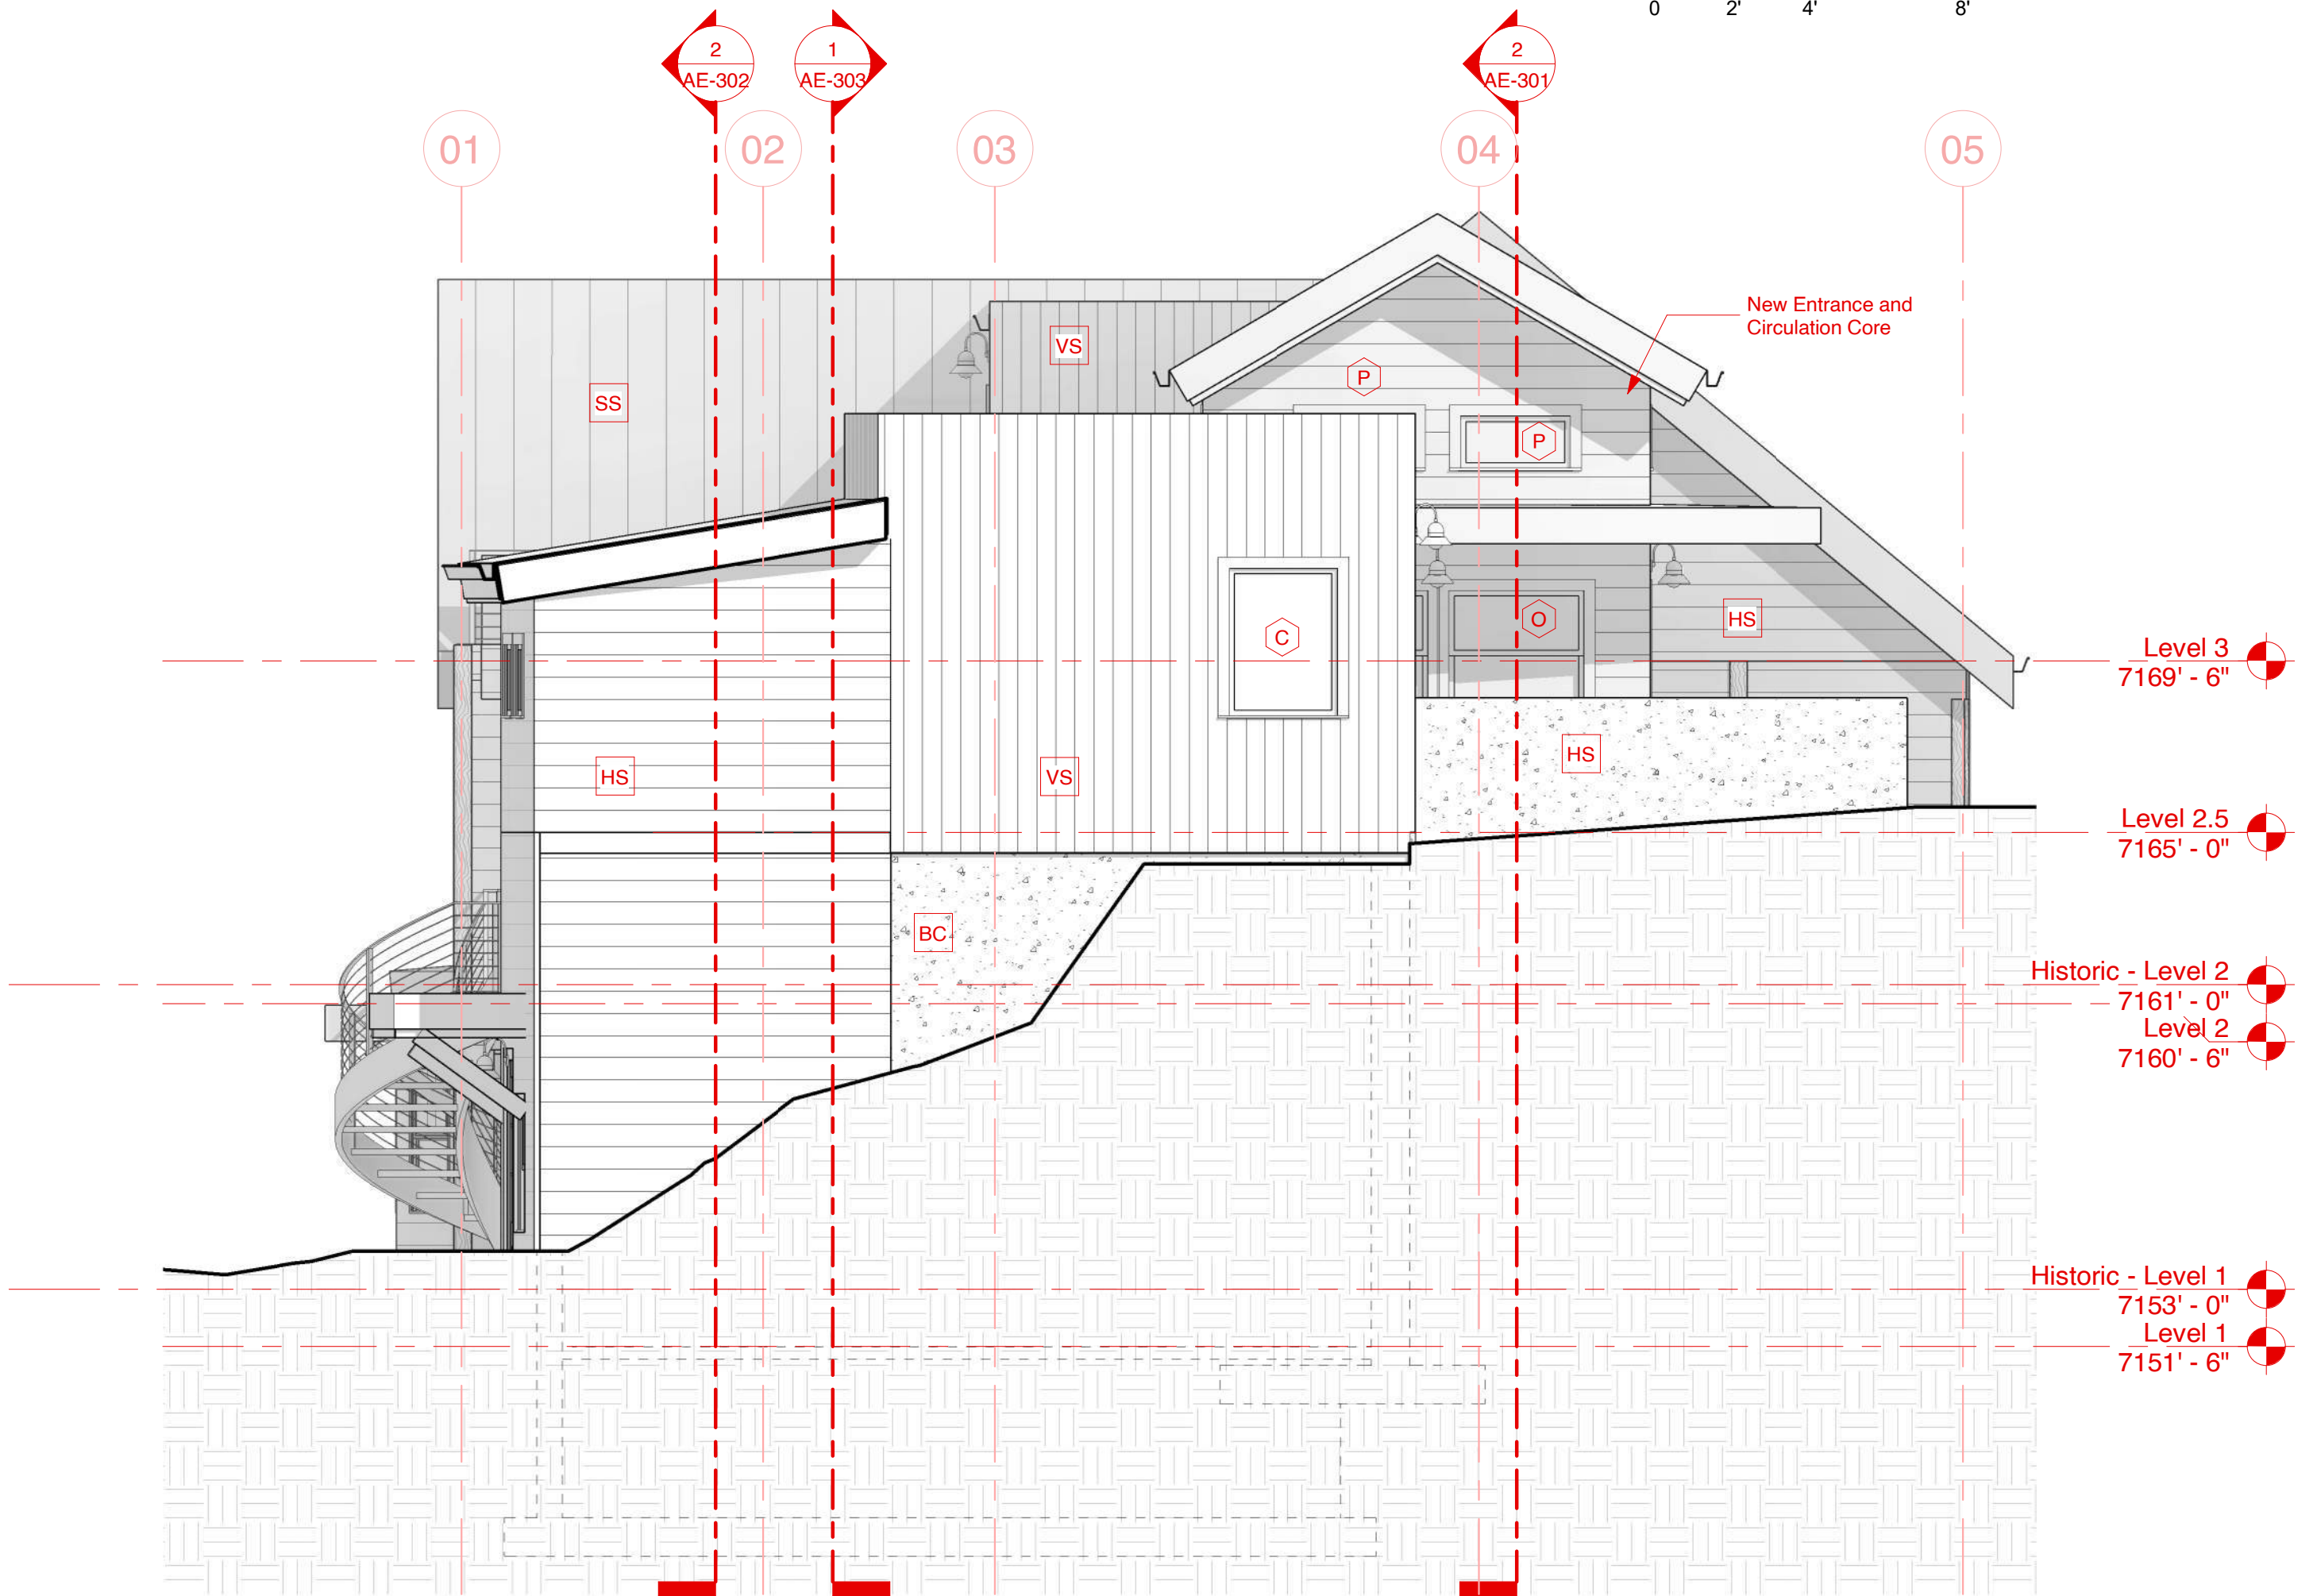 0 2' 4' 8'
2 1 2
AE-302 AE-303 AE-301
01 02 03 04 05
New Entrance and
Circulation Core
VS
P
SS
P
O
HS
C
Level 3
7169' - 6"
HS
HS
VS
Level 2.5
7165' - 0"
BC
Historic - Level 2
7161' - 0"
Level 2
7160' - 6"
Historic - Level 1
7153' - 0"
Level 1
7151' - 6"